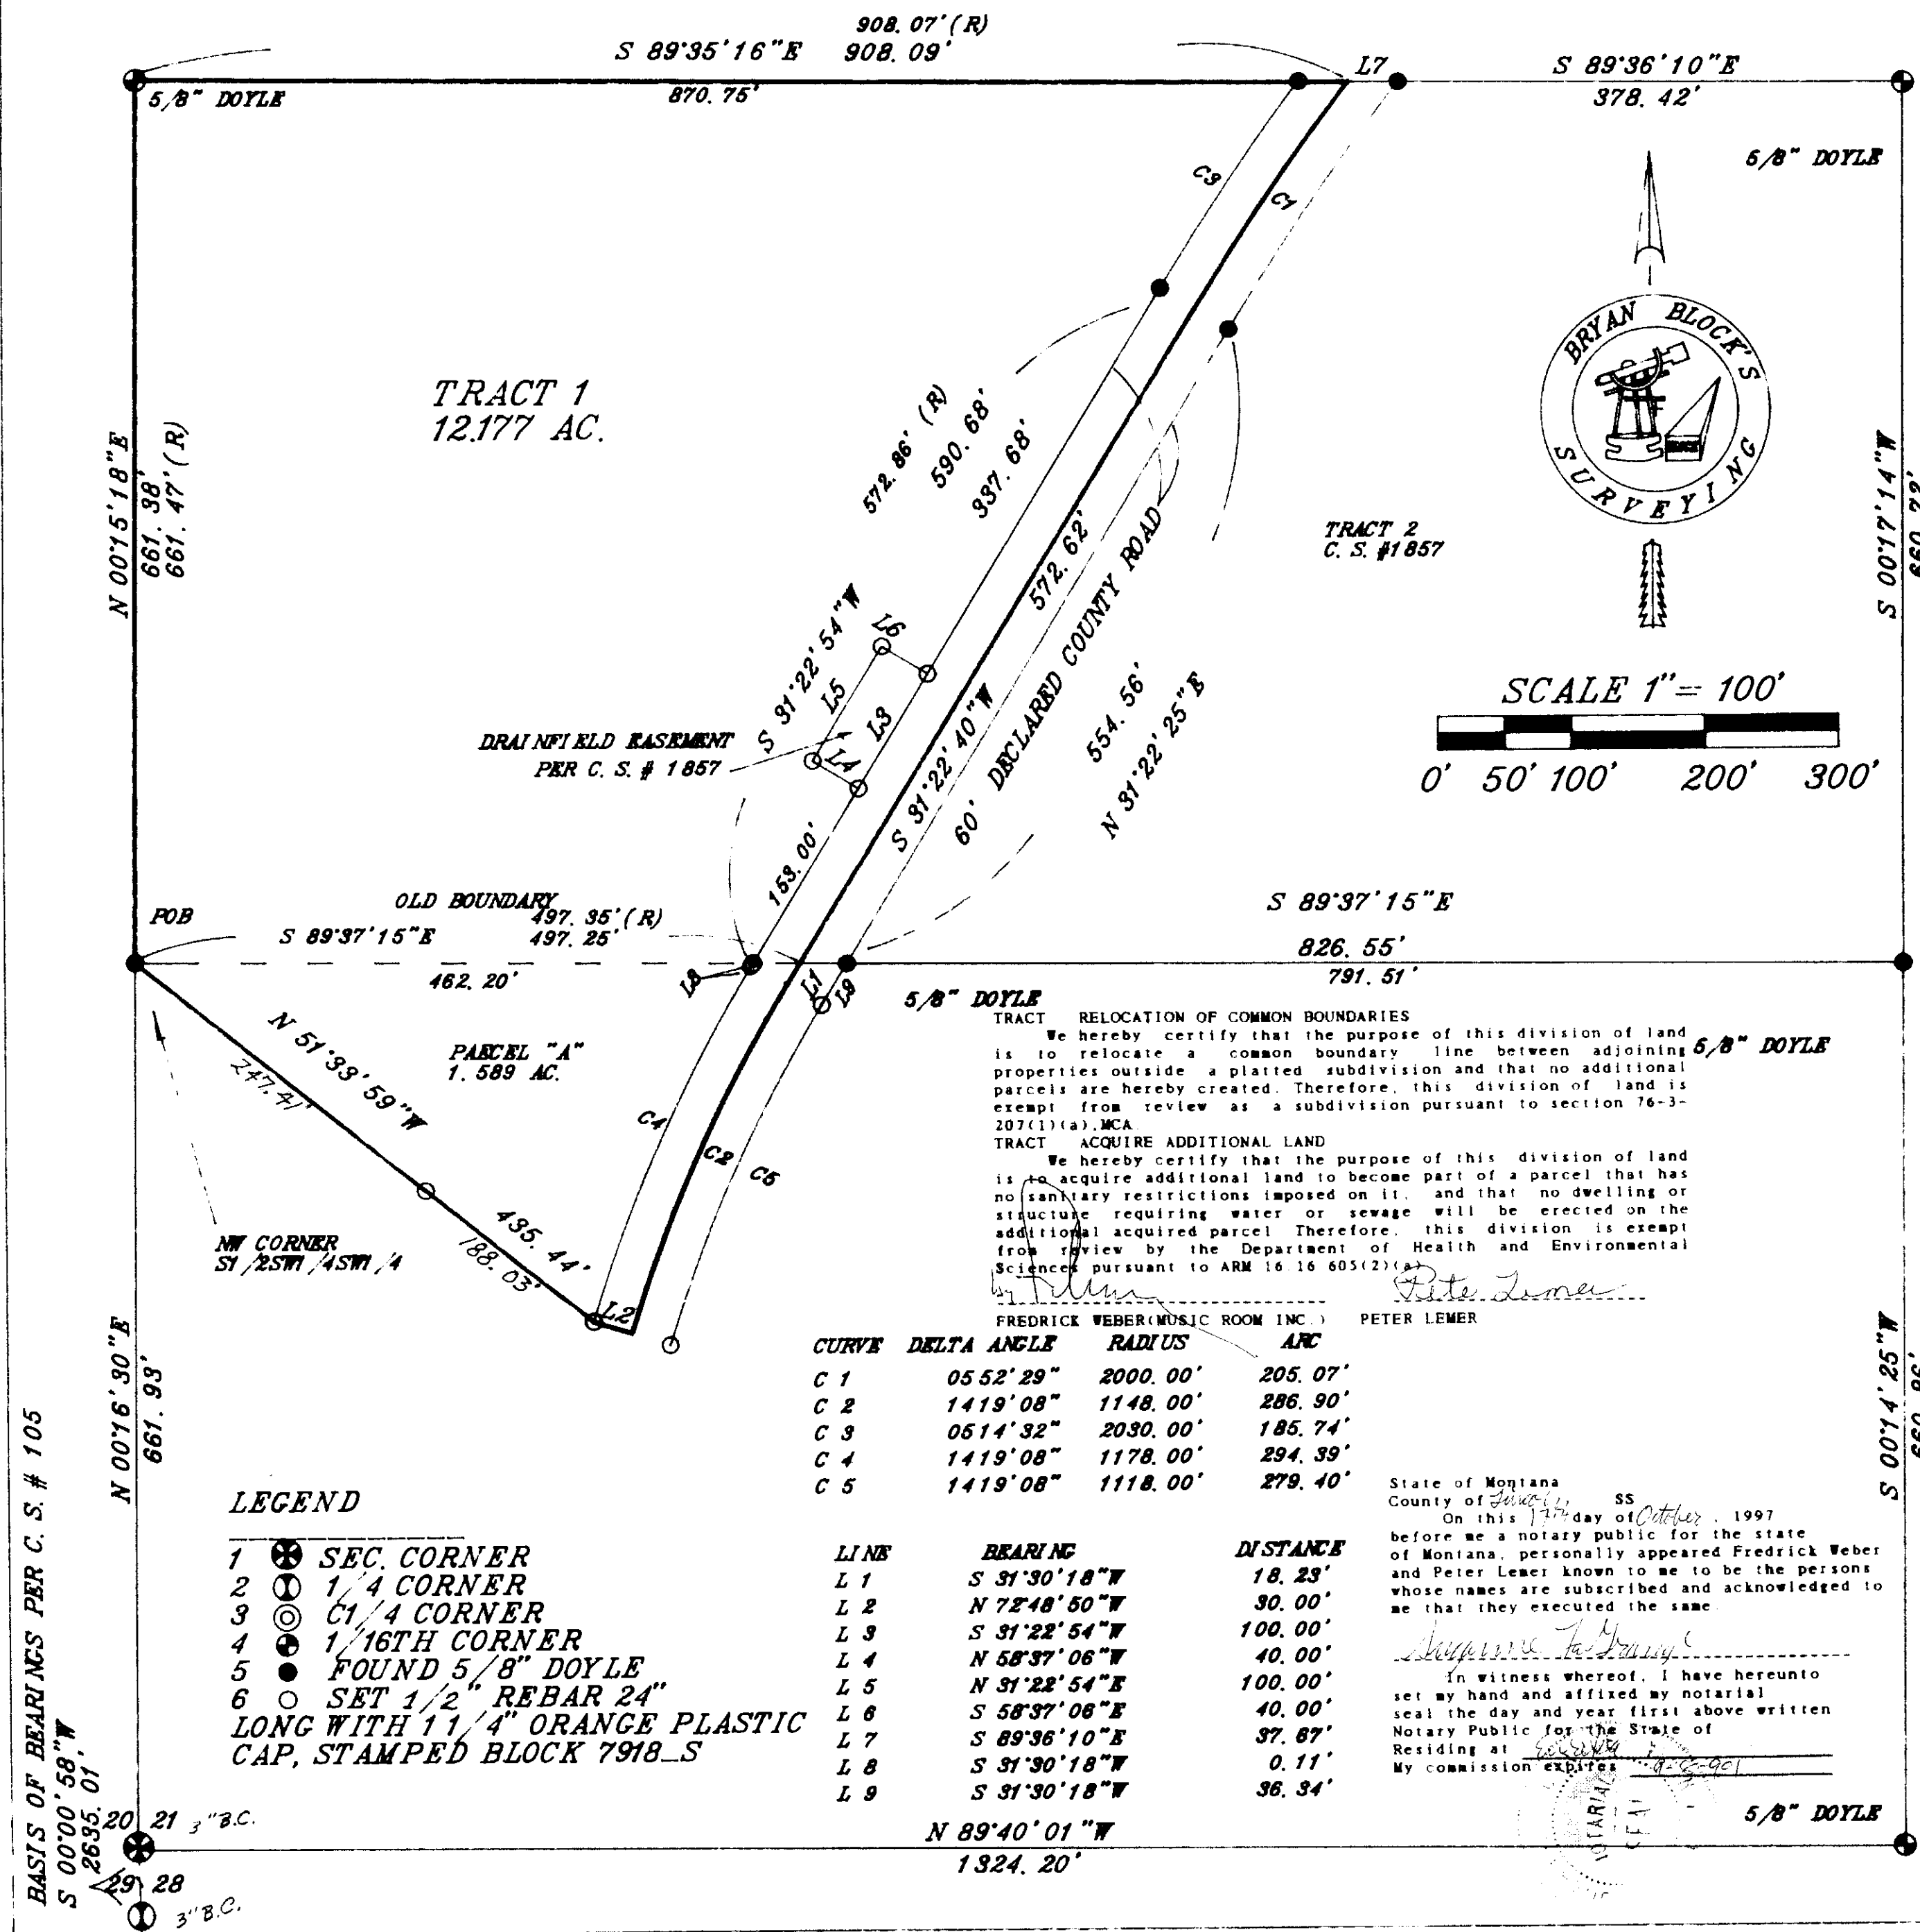 908.07'(R)
S 89°35'16"E 908.09'
870.75'
L7
S 89°36'10"E
378.42'
5/8" DOYLE
5/8" DOYLE
C3
C1
BRYAN BLOCK'S
SURVEYING
TRACT 1
12.177 AC.
N 00°15'18"E
661.38'
661.47'(R)
572.86' (R)
590.68'
337.68'
572.62'
S 31°22'40"W
60' DECLARED COUNTY ROAD
554.56'
N 31°22'25"E
TRACT 2
C.S. #1857
S 00°17'14"W
660.72'
S 31°22'54"W
L6
L5
L3
L4
DRAINFIELD EASEMENT
PER C.S. # 1857
153.00'
SCALE 1"= 100'
0' 50' 100' 200' 300'
POB
OLD BOUNDARY
497.35'(R)
S 89°37'15"E 497.25'
462.20'
L8
L1
L9
S 89°37'15"E
826.55'
791.51'
5/8" DOYLE
5/8" DOYLE
N 51°33'59"W
247.41'
PARCEL "A"
1.589 AC.
C4
C2
C5
435.44'
188.03'
L2
NW CORNER
S1/2SW1/4SW1/4
TRACT RELOCATION OF COMMON BOUNDARIES
We hereby certify that the purpose of this division of land
is to relocate a common boundary line between adjoining
properties outside a platted subdivision and that no additional
parcels are hereby created. Therefore, this division of land is
exempt from review as a subdivision pursuant to section 76-3-
207(1)(a),MCA
TRACT ACQUIRE ADDITIONAL LAND
We hereby certify that the purpose of this division of land
is to acquire additional land to become part of a parcel that has
no sanitary restrictions imposed on it, and that no dwelling or
structure requiring water or sewage will be erected on the
additional acquired parcel Therefore, this division is exempt
from review by the Department of Health and Environmental
Sciences pursuant to ARM 16.16 605(2)(a)
Pete Lemer
FREDRICK WEBER(MUSIC ROOM INC.) PETER LEMER
CURVE DELTA ANGLE RADIUS ARC
C 1 05 52'29" 2000.00' 205.07'
C 2 14 19'08" 1148.00' 286.90'
C 3 05 14'32" 2030.00' 185.74'
C 4 14 19'08" 1178.00' 294.39'
C 5 14 19'08" 1118.00' 279.40'
LINE BEARING DISTANCE
L 1 S 31°30'18"W 18.23'
L 2 N 72°48'50"W 30.00'
L 3 S 31°22'54"W 100.00'
L 4 N 58°37'06"W 40.00'
L 5 N 31°22'54"E 100.00'
L 6 S 58°37'06"E 40.00'
L 7 S 89°36'10"E 37.67'
L 8 S 31°30'18"W 0.11'
L 9 S 31°30'18"W 36.34'
N 00°16'30"E
661.93'
S 00°14'25"W
660.86'
LEGEND
1 SEC. CORNER
2 1/4 CORNER
3 C1/4 CORNER
4 1/16TH CORNER
5 FOUND 5/8" DOYLE
6 SET 1/2" REBAR 24"
LONG WITH 1 1/4" ORANGE PLASTIC
CAP, STAMPED BLOCK 7918_S
State of Montana
County of SS
On this 17th day of October, 1997
before me a notary public for the state
of Montana, personally appeared Fredrick Weber
and Peter Lemer known to me to be the persons
whose names are subscribed and acknowledged to
me that they executed the same
In witness whereof, I have hereunto
set my hand and affixed my notarial
seal the day and year first above written
Notary Public for the State of
Residing at
My commission expires
NOTARIAL
SEAL
5/8" DOYLE
BASIS OF BEARINGS PER C.S. # 105
S 00°00'58"W
2635.01'
20 21 3"B.C.
29 28
3"B.C.
N 89°40'01"W
1324.20'